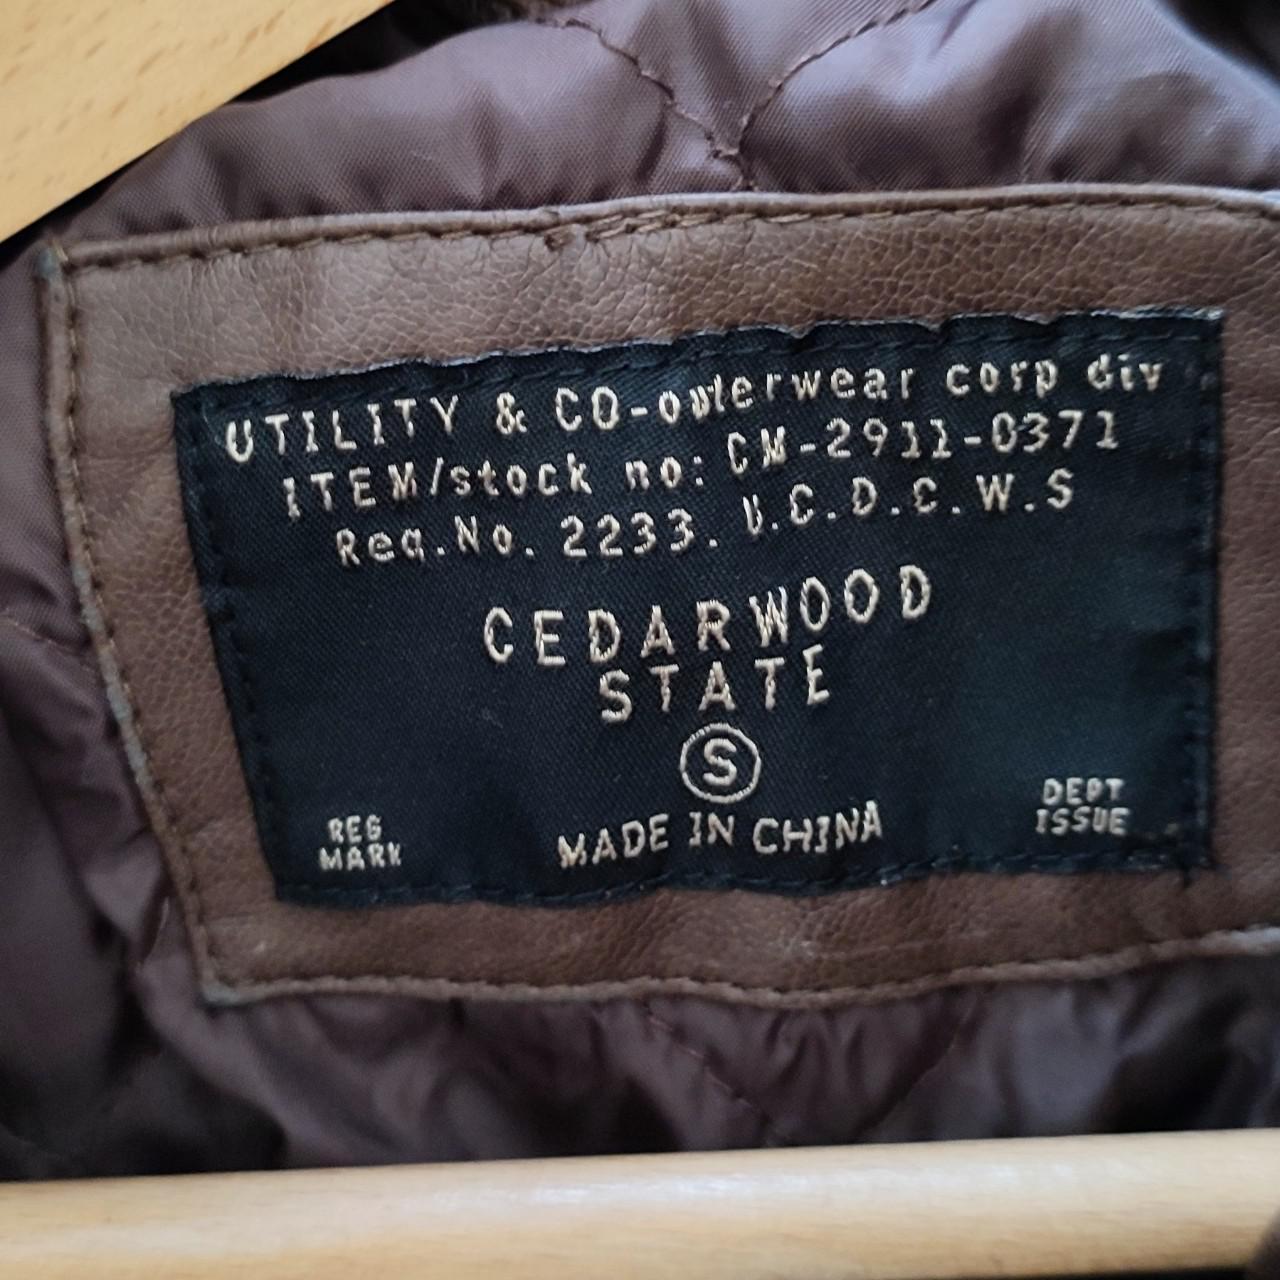 UTILITY & CO-outerwear corp div
ITEM/stock no: CM-2911-0371
Req.No. 2233. U.C.D.C.W.S
CEDARWOOD
STATE
S
MADE IN CHINA
REG
MARK
DEPT
ISSUE